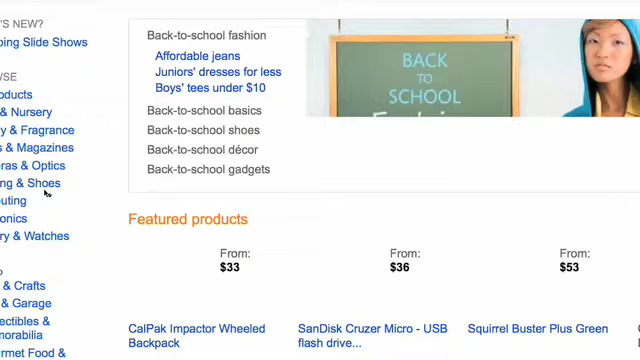 S NEW?
ping Slide Shows
WSE
oducts
& Nursery
y & Fragrance
s & Magazines
ras & Optics
ng & Shoes
uting
onics
ry & Watches
& Crafts
& Garage
ectibles &
morabilia
rmet Food &
Back-to-school fashion
Affordable jeans
Juniors' dresses for less
Boys' tees under $10
Back-to-school basics
Back-to-school shoes
Back-to-school décor
Back-to-school gadgets
BACK
TO
SCHOOL
Featured products
From:
$33
CalPak Impactor Wheeled
Backpack
From:
$36
SanDisk Cruzer Micro - USB
flash drive...
From:
$53
Squirrel Buster Plus Green